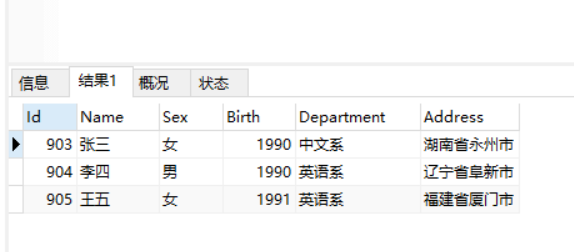 信息 结果1 概况 状态
Id Name Sex Birth Department Address
903 张三 女 1990 中文系 湖南省永州市
904 李四 男 1990 英语系 辽宁省阜新市
905 王五 女 1991 英语系 福建省厦门市